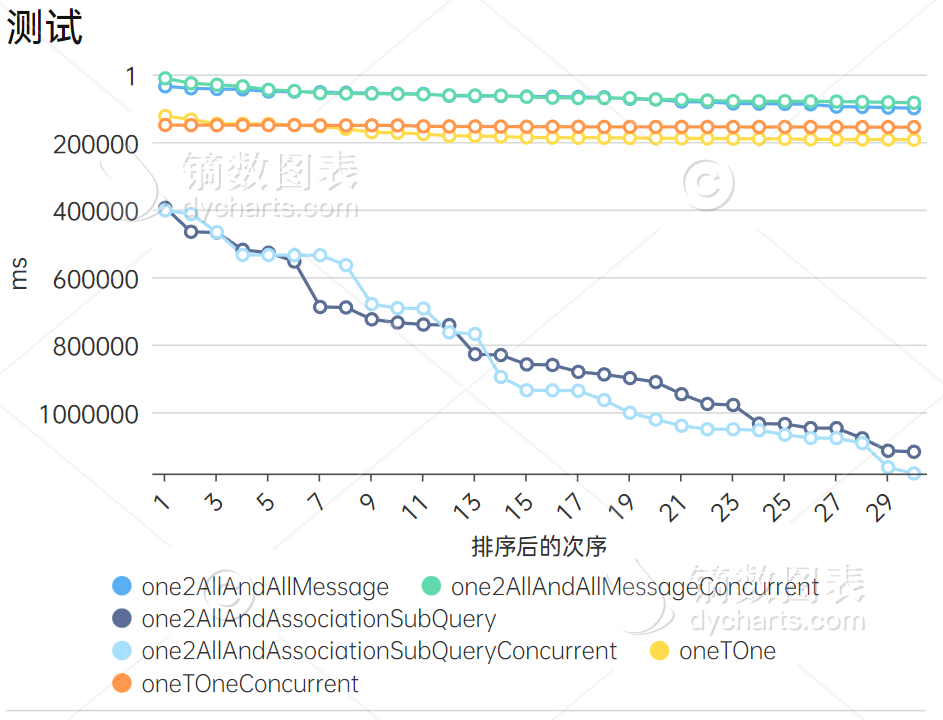 测试
1
200000
400000
600000
800000
1000000
ms
1 3 5 7 9 11 13 15 17 19 21 23 25 27 29
排序后的次序
one2AllAndAllMessage one2AllAndAllMessageConcurrent
one2AllAndAssociationSubQuery
one2AllAndAssociationSubQueryConcurrent oneTOne
oneTOneConcurrent
镝数图表
dycharts.com
©
©
镝数图表
dycharts.com